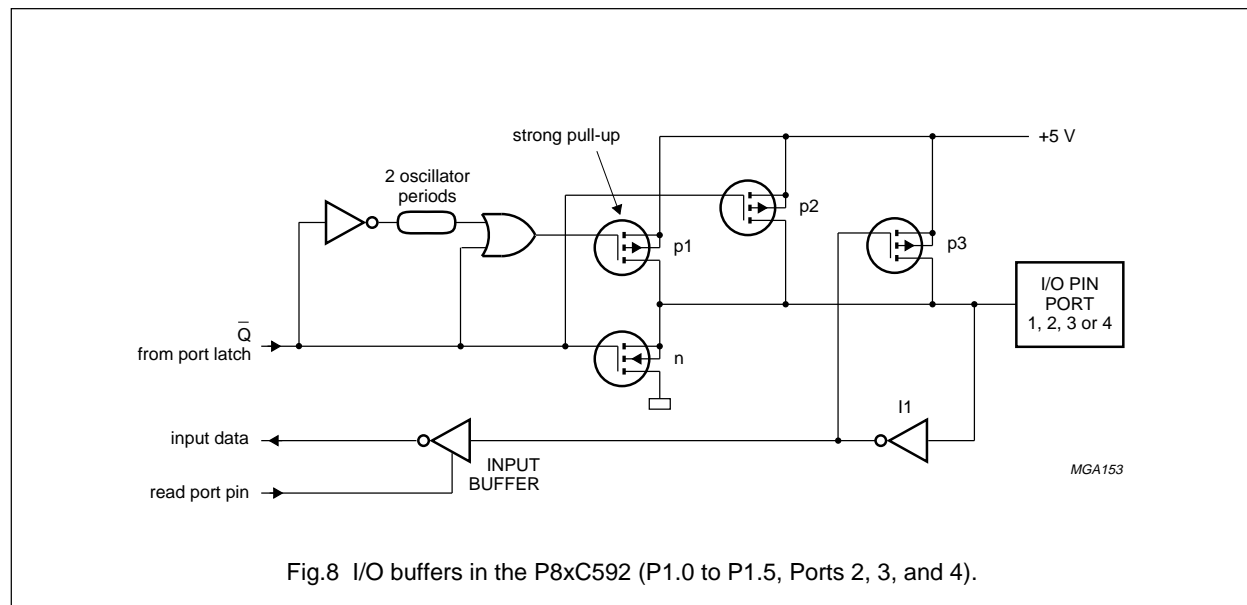 strong pull-up
+5 V
2 oscillator
periods
p2
p1
p3
I/O PIN
PORT
1, 2, 3 or 4
Q̅
from port latch
n
I1
input data
INPUT
BUFFER
read port pin
MGA153
Fig.8 I/O buffers in the P8xC592 (P1.0 to P1.5, Ports 2, 3, and 4).